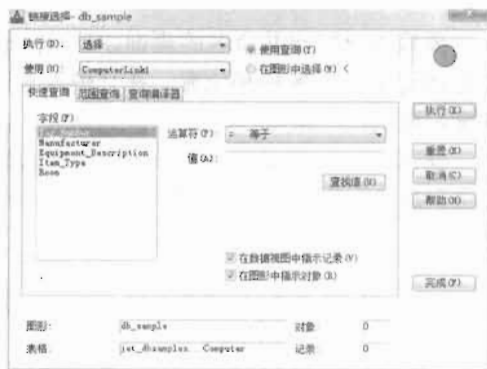 链接选择- db_sample
执行(D): 选择
使用查询(T)
使用(U): ComputerLink1
在图形中选择(N) <
快速查询 范围查询 查询编译器
执行(X)
字段(F)
运算符(P): = 等于
Manufacturer
值(A):
Equipment_Description
Item_Type
Room
查找值(U)
重置
取消(C)
帮助(H)
在数据视图中指示记录(V)
在图形中指示对象
完成(F)
图形: db_sample 对象 0
表格: jet_dbsamples. Computer 记录 0